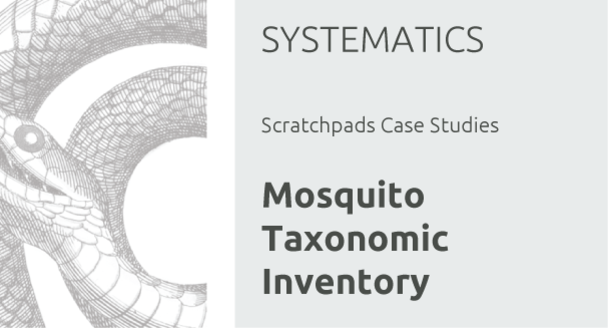 SYSTEMATICS
Scratchpads Case Studies
Mosquito
Taxonomic
Inventory